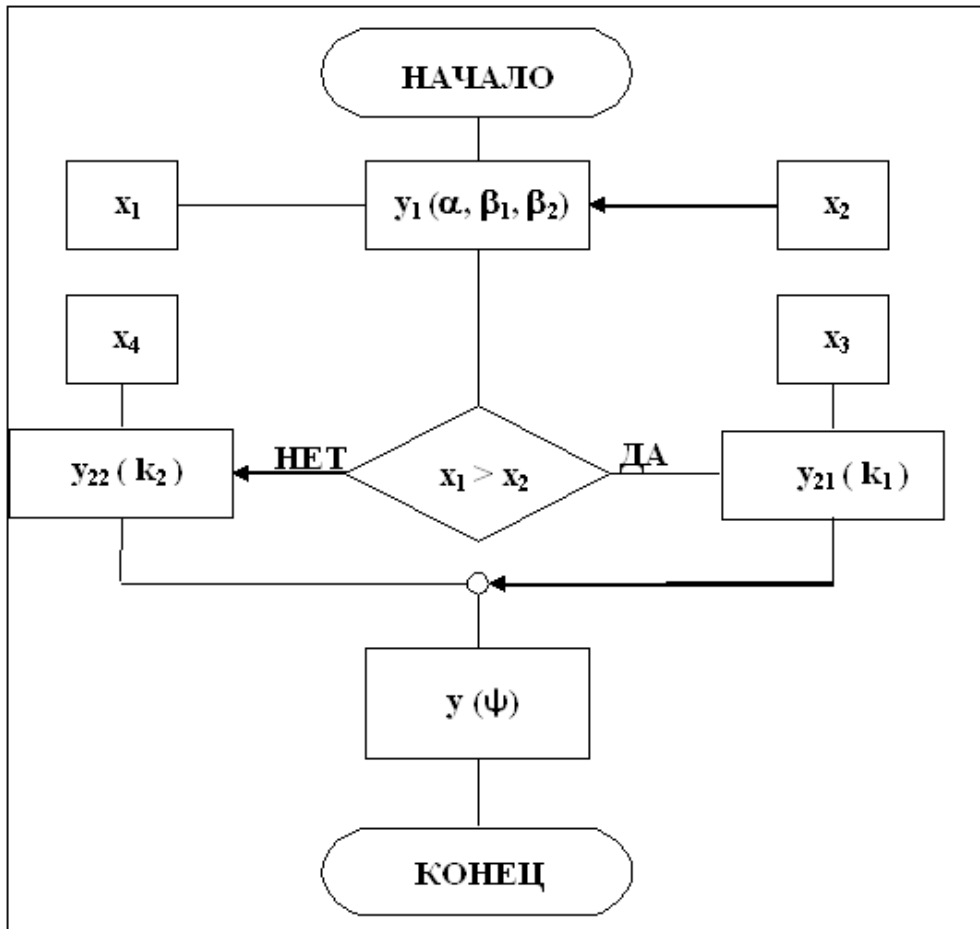 НАЧАЛО
x₁
y₁ (α, β₁, β₂)
x₂
x₄
x₃
y₂₂ ( k₂ )
НЕТ
x₁ > x₂
ДА
y₂₁ ( k₁ )
y (ψ)
КОНЕЦ